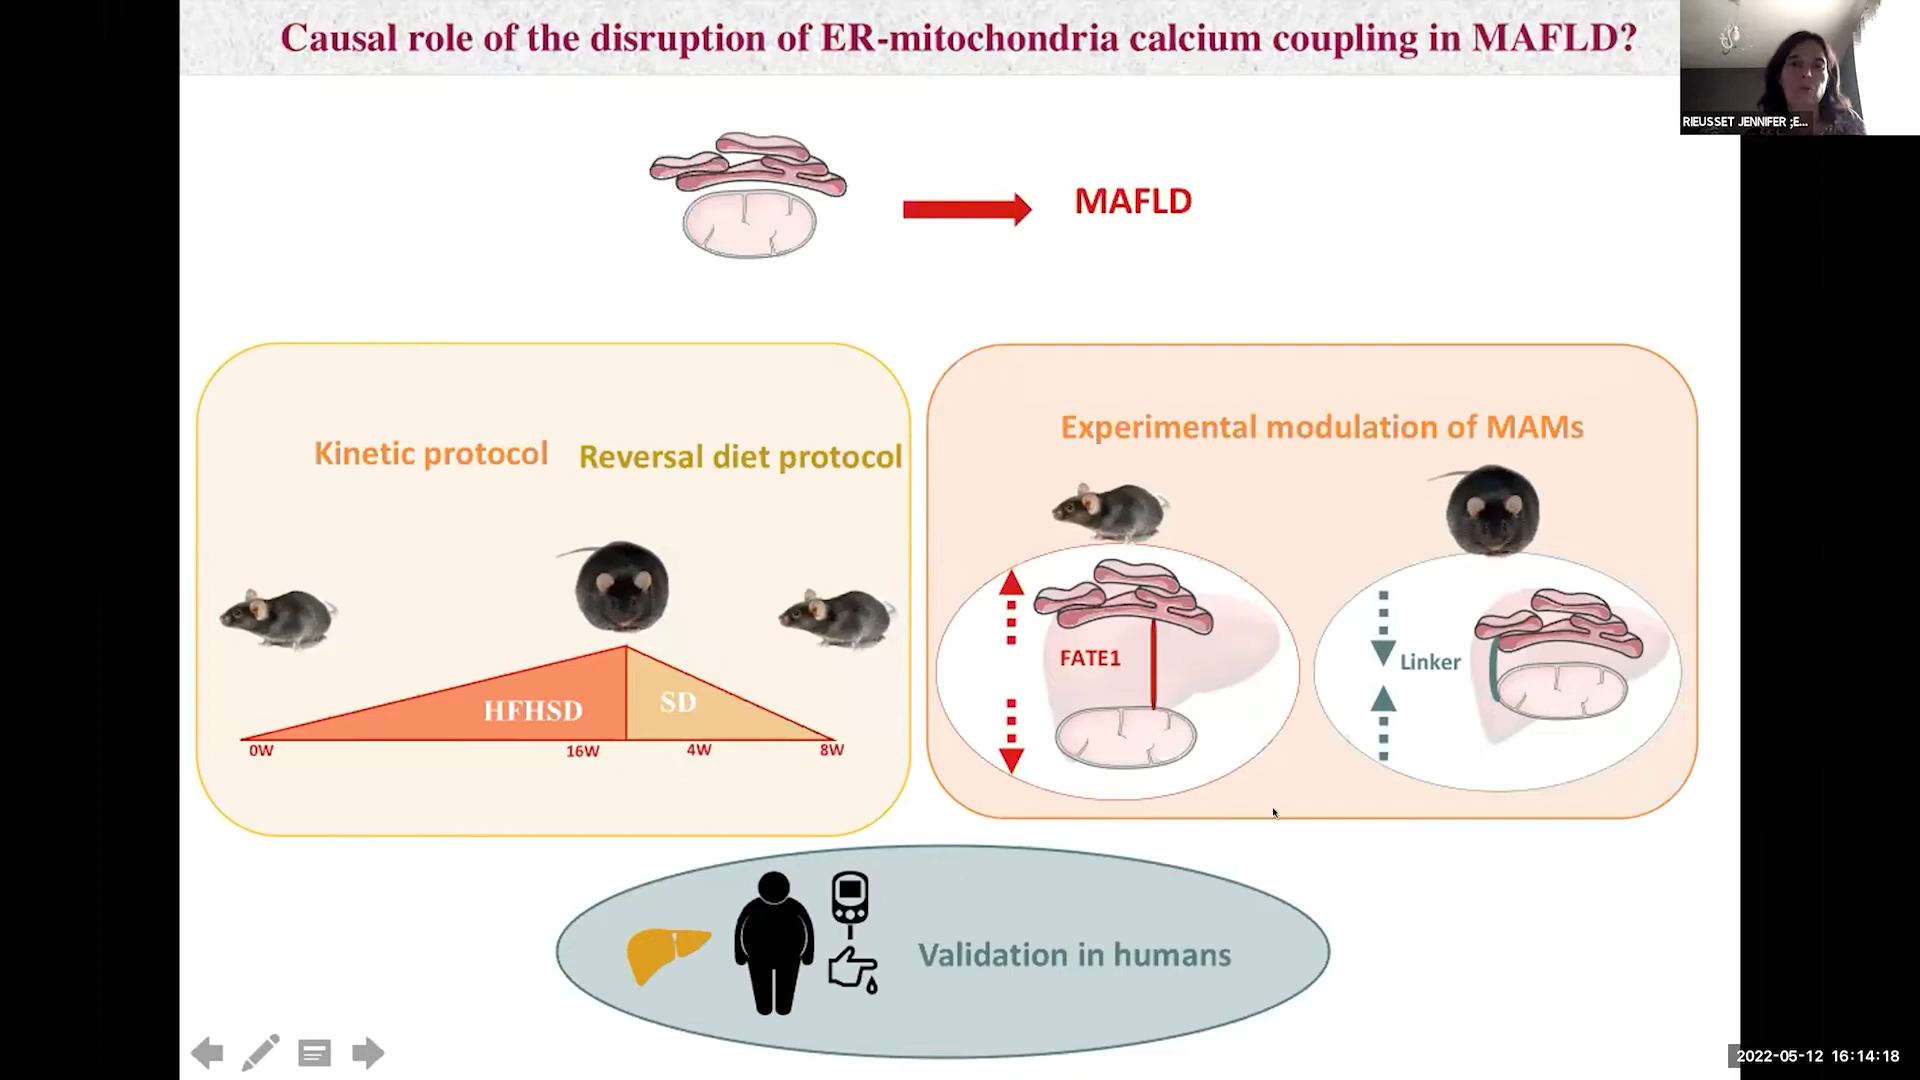 Causal role of the disruption of ER-mitochondria calcium coupling in MAFLD?
RIEUSSET JENNIFER ;E...
MAFLD
Kinetic protocol
Reversal diet protocol
HFHSD
SD
0W
16W
4W
8W
Experimental modulation of MAMs
FATE1
Linker
Validation in humans
2022-05-12 16:14:18